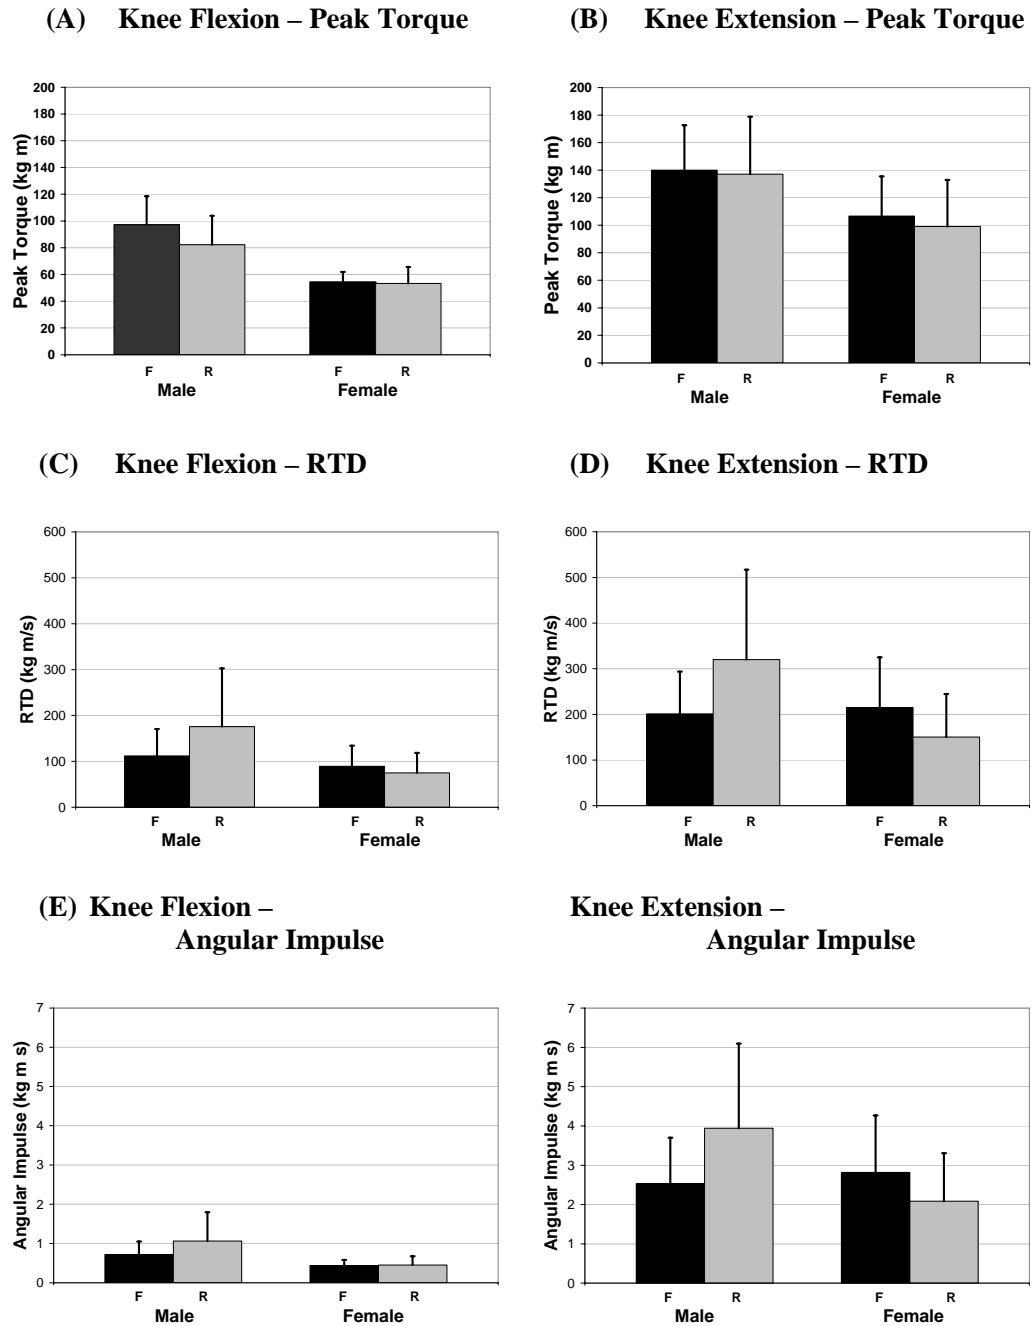 (A) Knee Flexion – Peak Torque
(B) Knee Extension – Peak Torque
Peak Torque (kg m)
200
180
160
140
120
100
80
60
40
20
0
F R F R
Male Female
Peak Torque (kg m)
200
180
160
140
120
100
80
60
40
20
0
F R F R
Male Female
(C) Knee Flexion – RTD
(D) Knee Extension – RTD
RTD (kg m/s)
600
500
400
300
200
100
0
F R F R
Male Female
RTD (kg m/s)
600
500
400
300
200
100
0
F R F R
Male Female
(E) Knee Flexion –
Angular Impulse
Knee Extension –
Angular Impulse
Angular Impulse (kg m s)
7
6
5
4
3
2
1
0
F R F R
Male Female
Angular Impulse (kg m s)
7
6
5
4
3
2
1
0
F R F R
Male Female